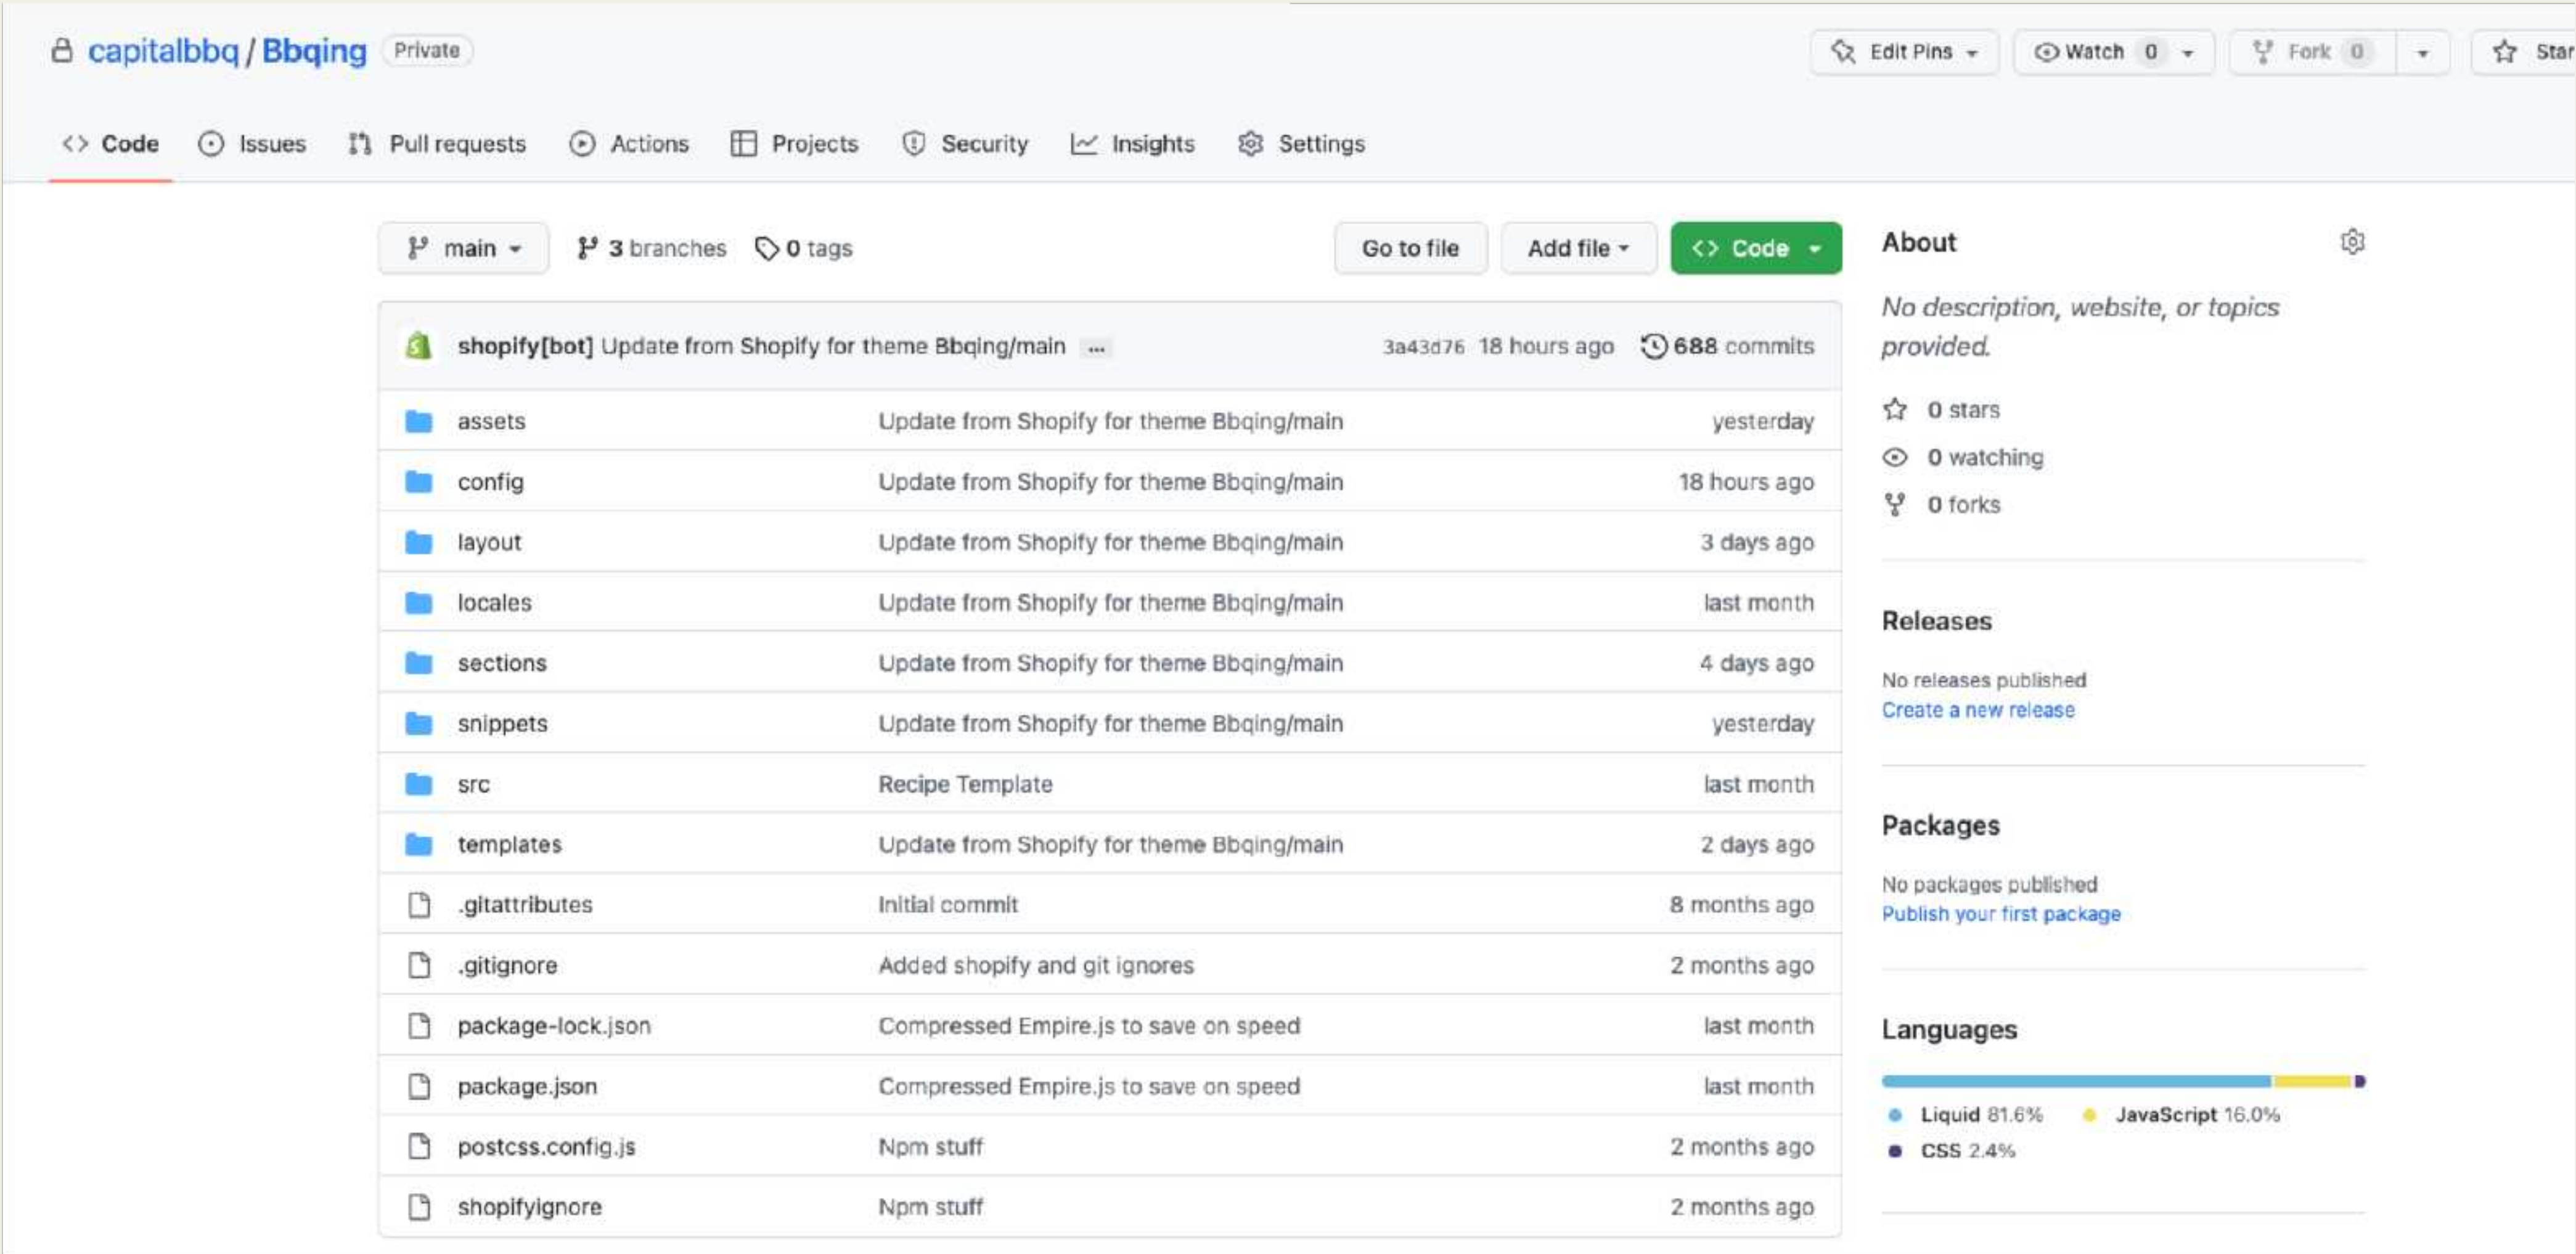 capitalbbq / Bbqing Private
Edit Pins Watch 0 Fork 0 Star
Code Issues Pull requests Actions Projects Security Insights Settings
main 3 branches 0 tags Go to file Add file Code
shopify[bot] Update from Shopify for theme Bbqing/main ... 3a43d76 18 hours ago 688 commits
assets Update from Shopify for theme Bbqing/main yesterday
config Update from Shopify for theme Bbqing/main 18 hours ago
layout Update from Shopify for theme Bbqing/main 3 days ago
locales Update from Shopify for theme Bbqing/main last month
sections Update from Shopify for theme Bbqing/main 4 days ago
snippets Update from Shopify for theme Bbqing/main yesterday
src Recipe Template last month
templates Update from Shopify for theme Bbqing/main 2 days ago
.gitattributes Initial commit 8 months ago
.gitignore Added shopify and git ignores 2 months ago
package-lock.json Compressed Empire.js to save on speed last month
package.json Compressed Empire.js to save on speed last month
postcss.config.js Npm stuff 2 months ago
shopifyignore Npm stuff 2 months ago
About
No description, website, or topics
provided.
0 stars
0 watching
0 forks
Releases
No releases published
Create a new release
Packages
No packages published
Publish your first package
Languages
Liquid 81.6% JavaScript 16.0%
CSS 2.4%